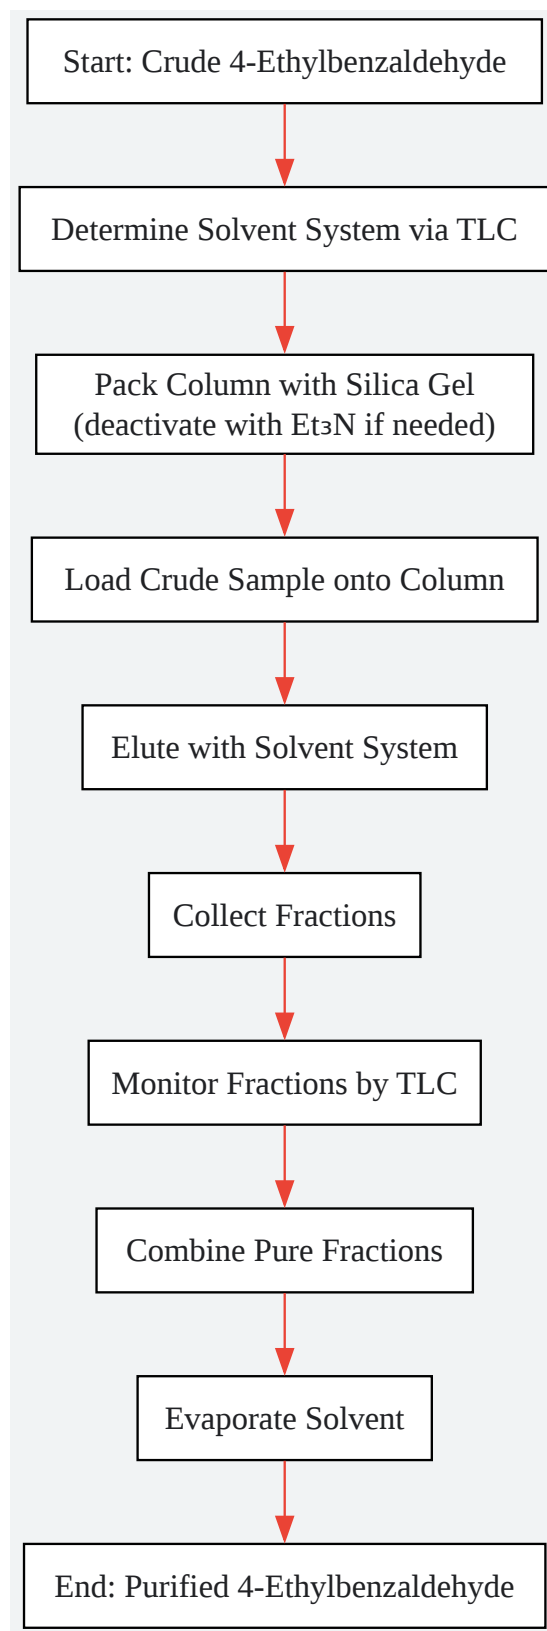 Start: Crude 4-Ethylbenzaldehyde
Determine Solvent System via TLC
Pack Column with Silica Gel
(deactivate with Et₃N if needed)
Load Crude Sample onto Column
Elute with Solvent System
Collect Fractions
Monitor Fractions by TLC
Combine Pure Fractions
Evaporate Solvent
End: Purified 4-Ethylbenzaldehyde